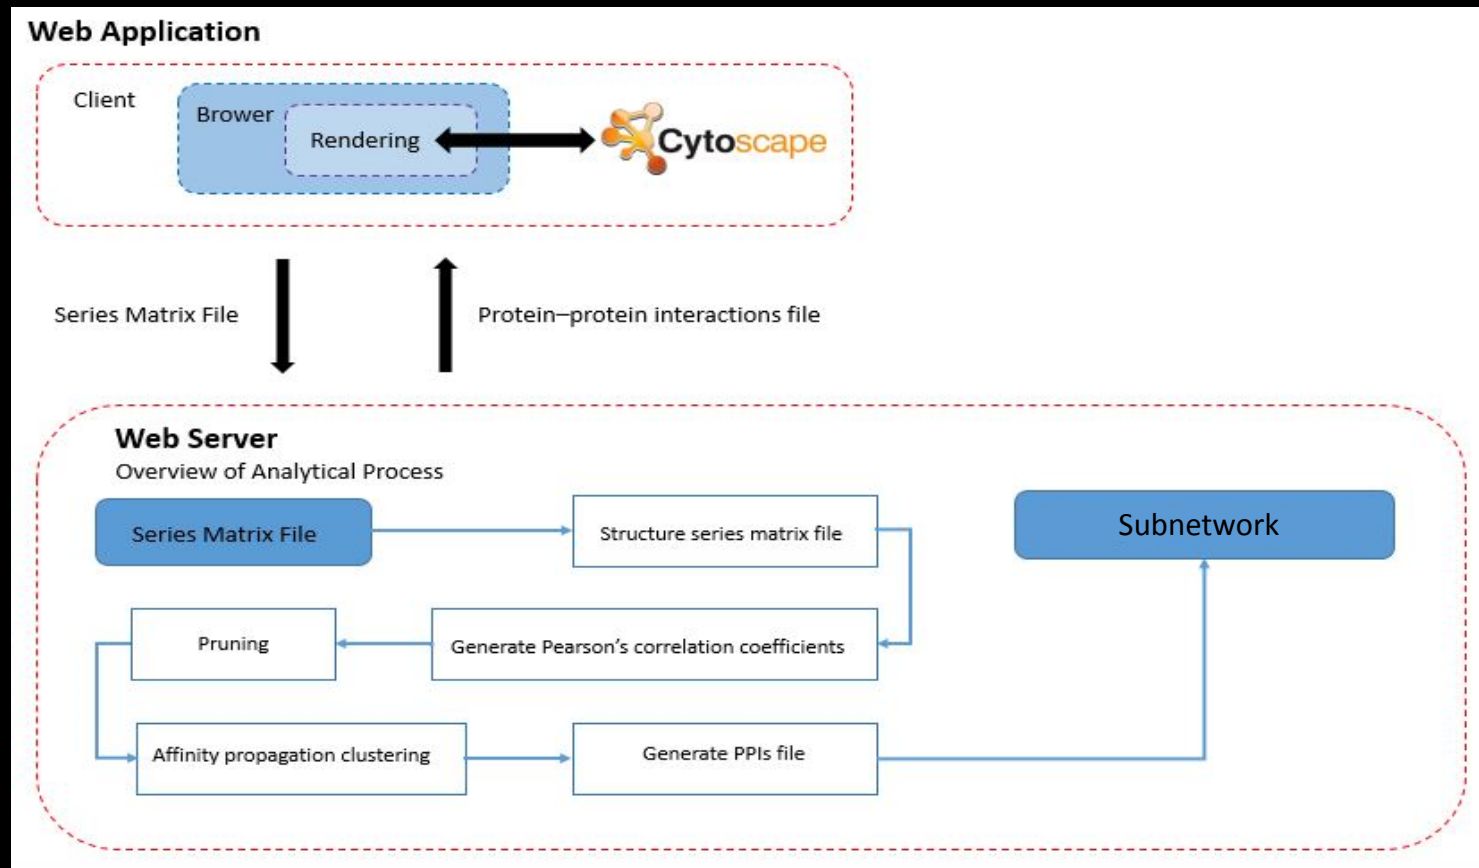 Web Application
Client
Brower
Rendering
Cytoscape
Series Matrix File
Protein–protein interactions file
Web Server
Overview of Analytical Process
Series Matrix File
Structure series matrix file
Subnetwork
Pruning
Generate Pearson’s correlation coefficients
Affinity propagation clustering
Generate PPIs file